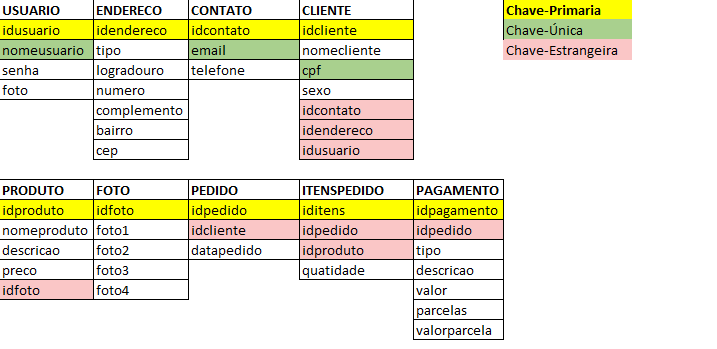 USUARIO ENDERECO CONTATO CLIENTE Chave-Primaria
idusuario idendereco idcontato idcliente Chave-Única
nomeusuario tipo email nomecliente Chave-Estrangeira
senha logradouro telefone cpf
foto numero sexo
complemento idcontato
bairro idendereco
cep idusuario
PRODUTO FOTO PEDIDO ITENSPEDIDO PAGAMENTO
idproduto idfoto idpedido iditens idpagamento
nomeproduto foto1 idcliente idpedido idpedido
descricao foto2 datapedido idproduto tipo
preco foto3 quatidade descricao
idfoto foto4 valor
parcelas
valorparcela